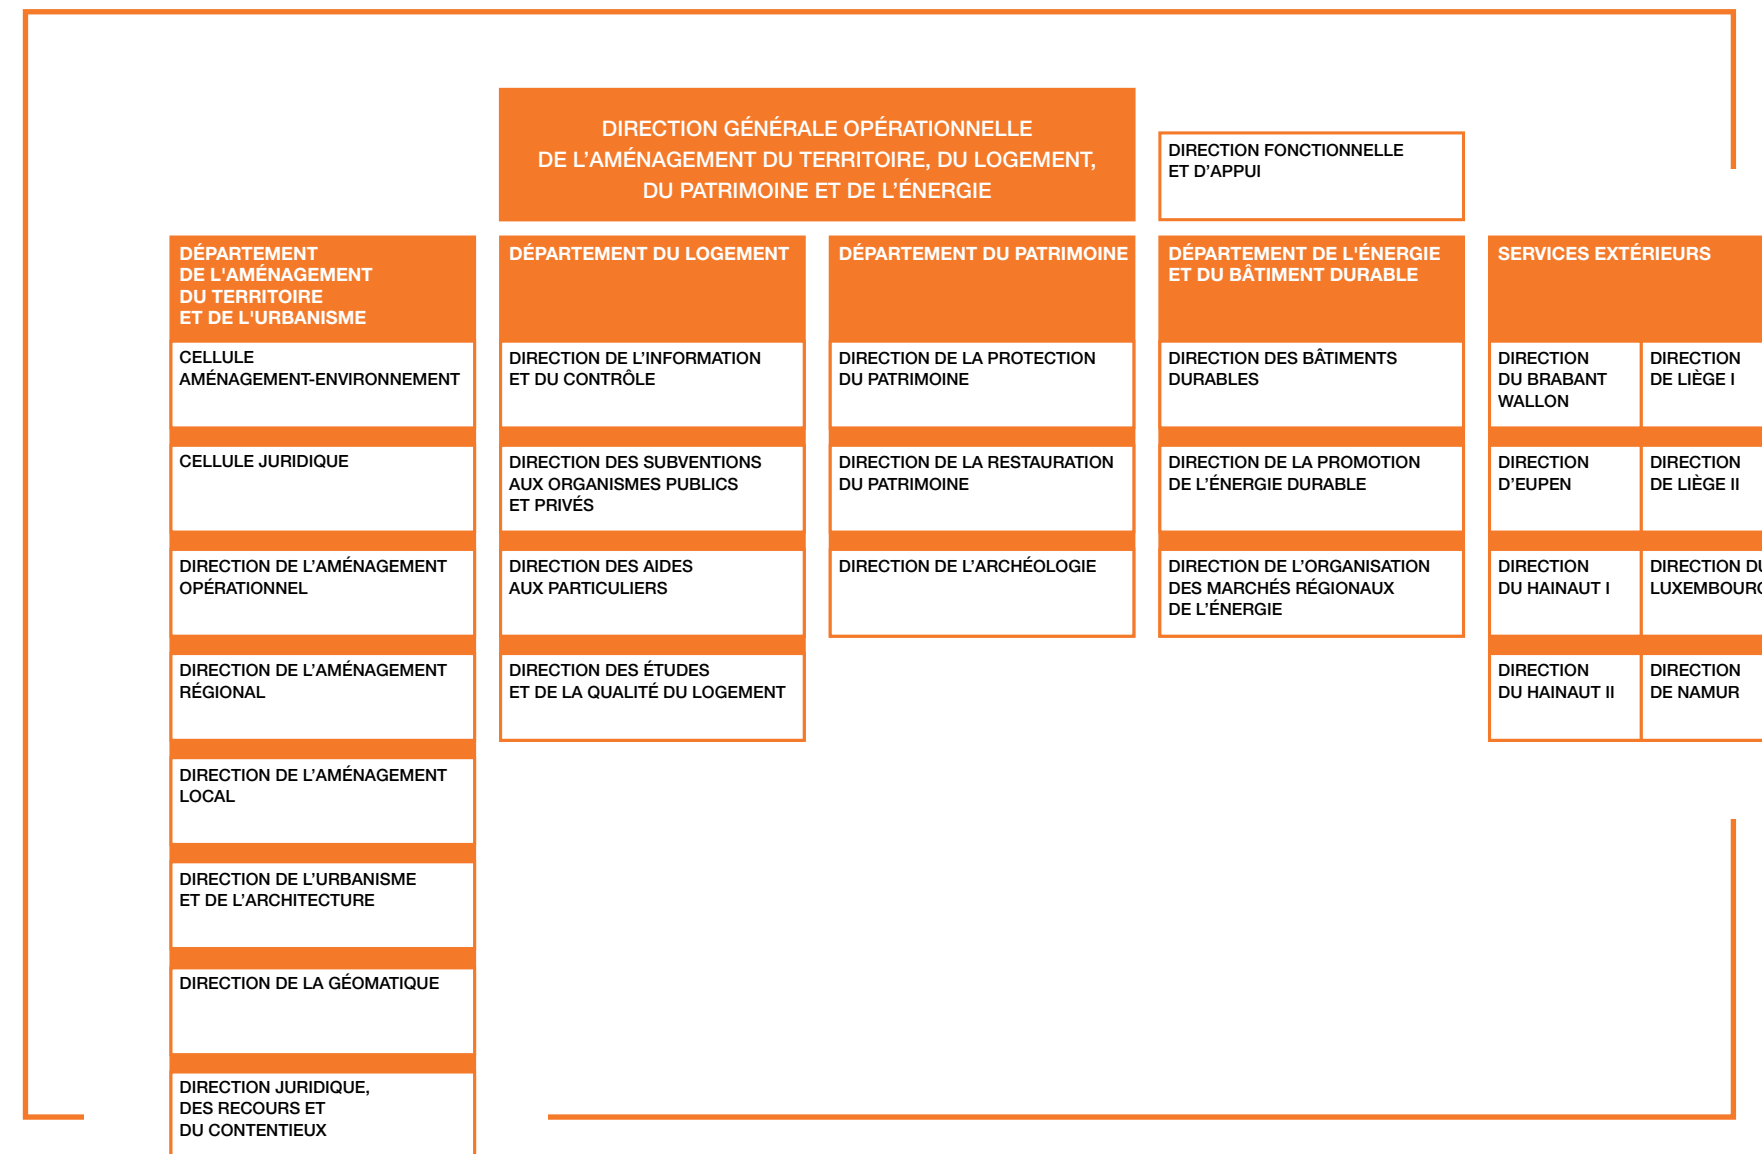 DIRECTION GÉNÉRALE OPÉRATIONNELLE
DE L’AMÉNAGEMENT DU TERRITOIRE, DU LOGEMENT,
DU PATRIMOINE ET DE L’ÉNERGIE
DIRECTION FONCTIONNELLE
ET D’APPUI
DÉPARTEMENT
DE L'AMÉNAGEMENT
DU TERRITOIRE
ET DE L'URBANISME
CELLULE
AMÉNAGEMENT-ENVIRONNEMENT
CELLULE JURIDIQUE
DIRECTION DE L’AMÉNAGEMENT
OPÉRATIONNEL
DIRECTION DE L’AMÉNAGEMENT
RÉGIONAL
DIRECTION DE L’AMÉNAGEMENT
LOCAL
DIRECTION DE L’URBANISME
ET DE L’ARCHITECTURE
DIRECTION DE LA GÉOMATIQUE
DIRECTION JURIDIQUE,
DES RECOURS ET
DU CONTENTIEUX
DÉPARTEMENT DU LOGEMENT
DIRECTION DE L’INFORMATION
ET DU CONTRÔLE
DIRECTION DES SUBVENTIONS
AUX ORGANISMES PUBLICS
ET PRIVÉS
DIRECTION DES AIDES
AUX PARTICULIERS
DIRECTION DES ÉTUDES
ET DE LA QUALITÉ DU LOGEMENT
DÉPARTEMENT DU PATRIMOINE
DIRECTION DE LA PROTECTION
DU PATRIMOINE
DIRECTION DE LA RESTAURATION
DU PATRIMOINE
DIRECTION DE L’ARCHÉOLOGIE
DÉPARTEMENT DE L'ÉNERGIE
ET DU BÂTIMENT DURABLE
DIRECTION DES BÂTIMENTS
DURABLES
DIRECTION DE LA PROMOTION
DE L’ÉNERGIE DURABLE
DIRECTION DE L’ORGANISATION
DES MARCHÉS RÉGIONAUX
DE L’ÉNERGIE
SERVICES EXTÉRIEURS
DIRECTION
DU BRABANT
WALLON
DIRECTION
DE LIÈGE I
DIRECTION
D’EUPEN
DIRECTION
DE LIÈGE II
DIRECTION
DU HAINAUT I
DIRECTION DU
LUXEMBOURG
DIRECTION
DU HAINAUT II
DIRECTION
DE NAMUR